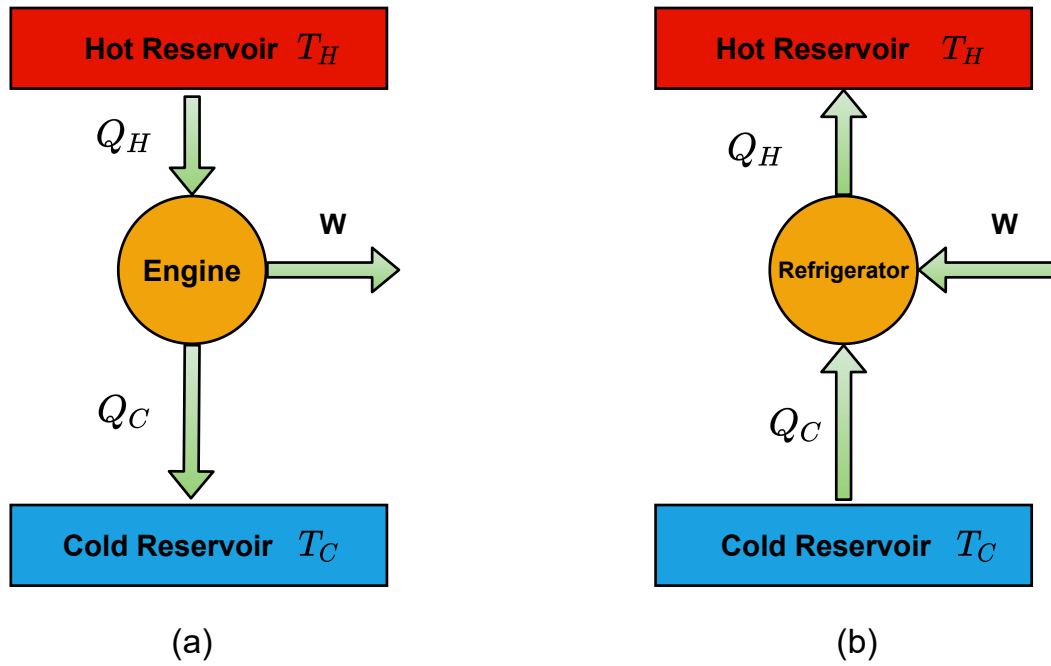 Hot Reservoir T_H
Q_H
W
Engine
Q_C
Cold Reservoir T_C
(a)
Hot Reservoir T_H
Q_H
W
Refrigerator
Q_C
Cold Reservoir T_C
(b)